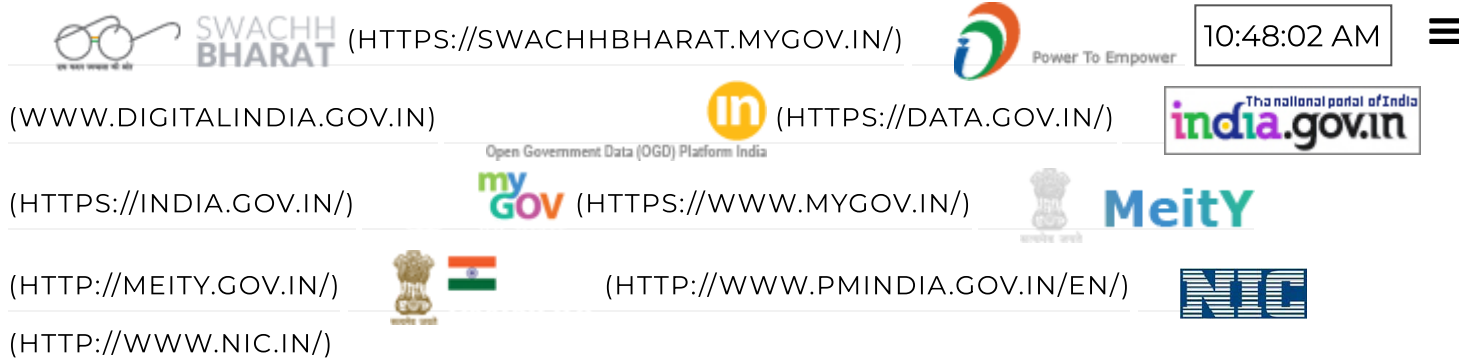 SWACHH
BHARAT
(HTTPS://SWACHHBHARAT.MYGOV.IN/)
Power To Empower
10:48:02 AM
(WWW.DIGITALINDIA.GOV.IN)
in
Open Government Data (OGD) Platform India
(HTTPS://DATA.GOV.IN/)
The national portal of India
india.gov.in
(HTTPS://INDIA.GOV.IN/)
my
GOV
(HTTPS://WWW.MYGOV.IN/)
MeitY
(HTTP://MEITY.GOV.IN/)
(HTTP://WWW.PMINDIA.GOV.IN/EN/)
NIC
(HTTP://WWW.NIC.IN/)